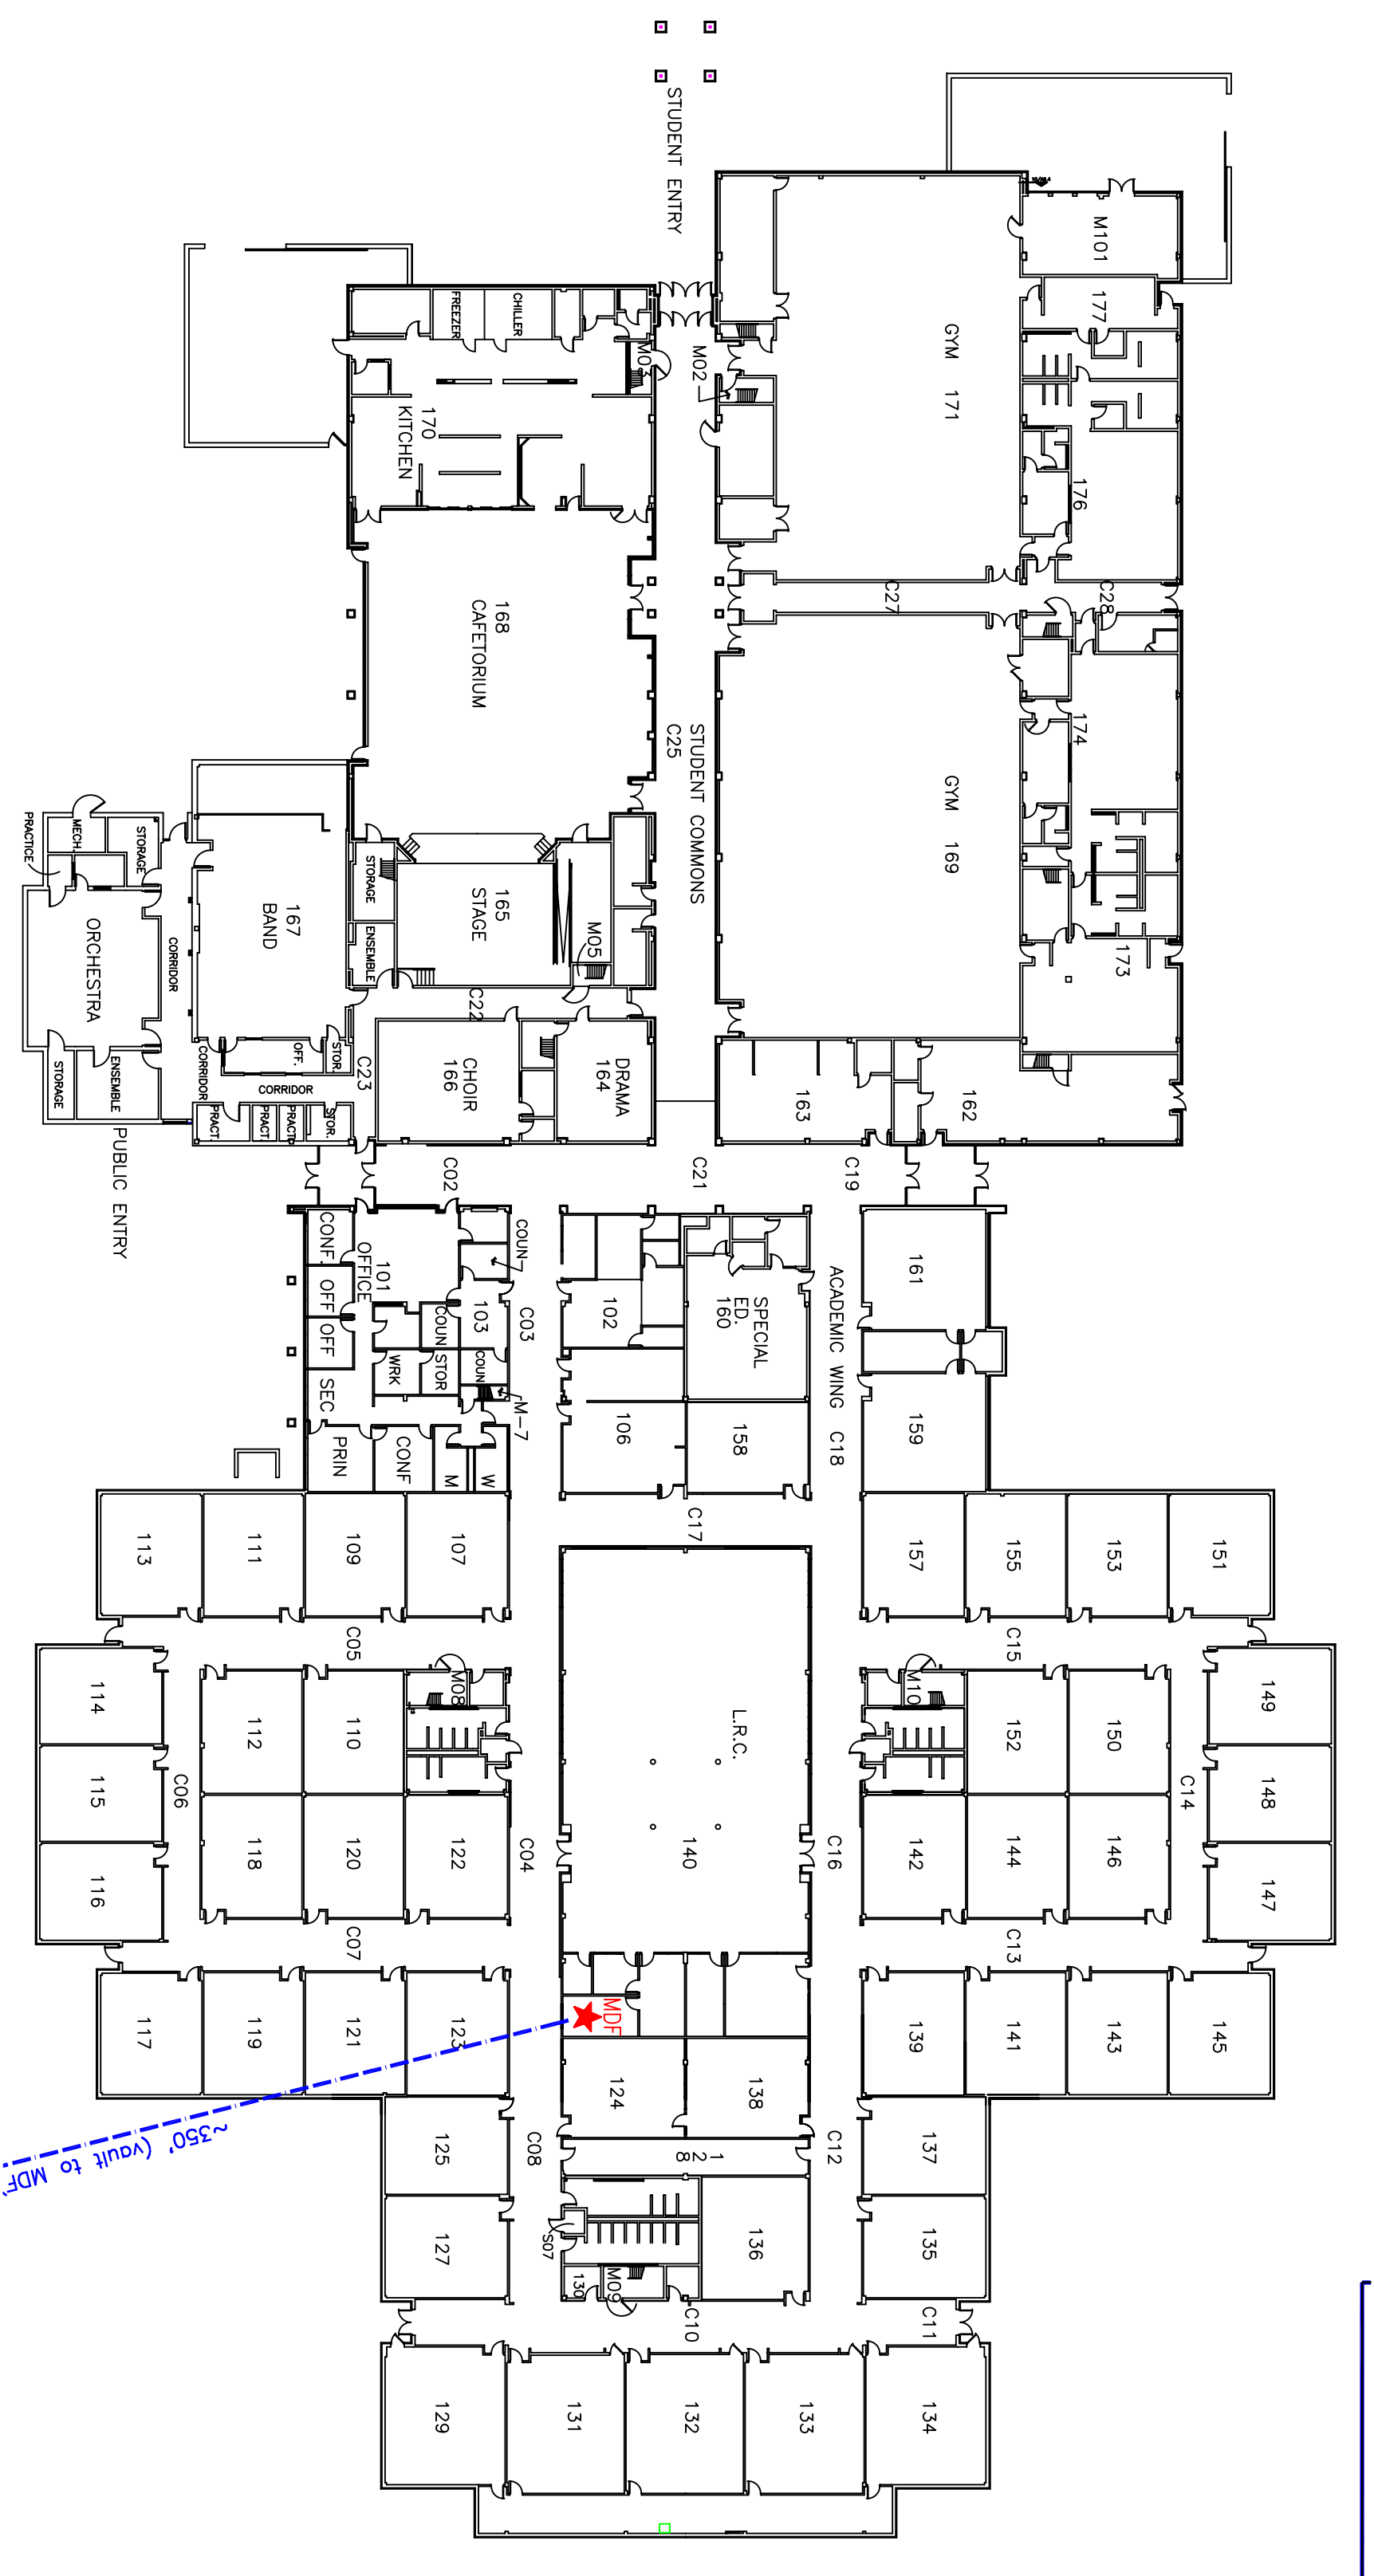 STUDENT ENTRY
M101
177
GYM 171
176
M02
M03
FREEZER
CHILLER
170
KITCHEN
C27
C28
168
CAFETORIUM
STUDENT COMMONS
C25
174
GYM 169
173
165
STAGE
M05
STORAGE
ENSEMBLE
167
BAND
MECH.
STORAGE
PRACTICE
ORCHESTRA
CORRIDOR
C22
C23
OFF.
STOR.
CORRIDOR
CORRIDOR
STORAGE
ENSEMBLE
PRACT.
PRACT.
PRACT.
STOR.
CHOIR
166
DRAMA
164
163
162
PUBLIC ENTRY
C02
C21
C19
CONF.
OFFICE
101
COUN
OFF
OFF
103
C03
COUN
COUN
STOR
WRK
SEC
M-7
PRIN
CONF
M
W
102
SPECIAL
ED.
160
106
158
ACADEMIC WING C18
161
159
C17
113
111
109
107
157
155
153
151
C05
C15
114
112
110
M08
M10
152
150
149
L.R.C.
140
115
C06
C14
148
118
120
122
C04
C16
142
144
146
116
147
C07
C13
117
119
121
123
MDF
139
141
143
145
124
138
~350' (vault to MDF)
125
C08
128
C12
137
127
S07
136
135
130
M09
C10
C11
129
131
132
133
134